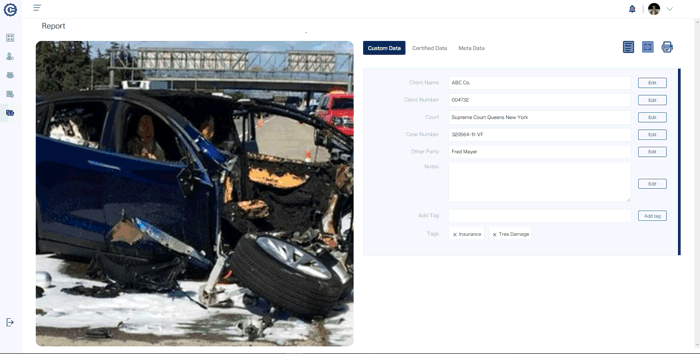 Report
Custom Data
Certified Data
Meta Data
Client Name
ABC Co.
Edit
Client Number
004732
Edit
Court
Supreme Court Queens New York
Edit
Case Number
320564-11-VF
Edit
Other Party
Fred Mayer
Edit
Notes
Edit
Add Tag
Add tag
Tags
× Insurance
× Tree Damage